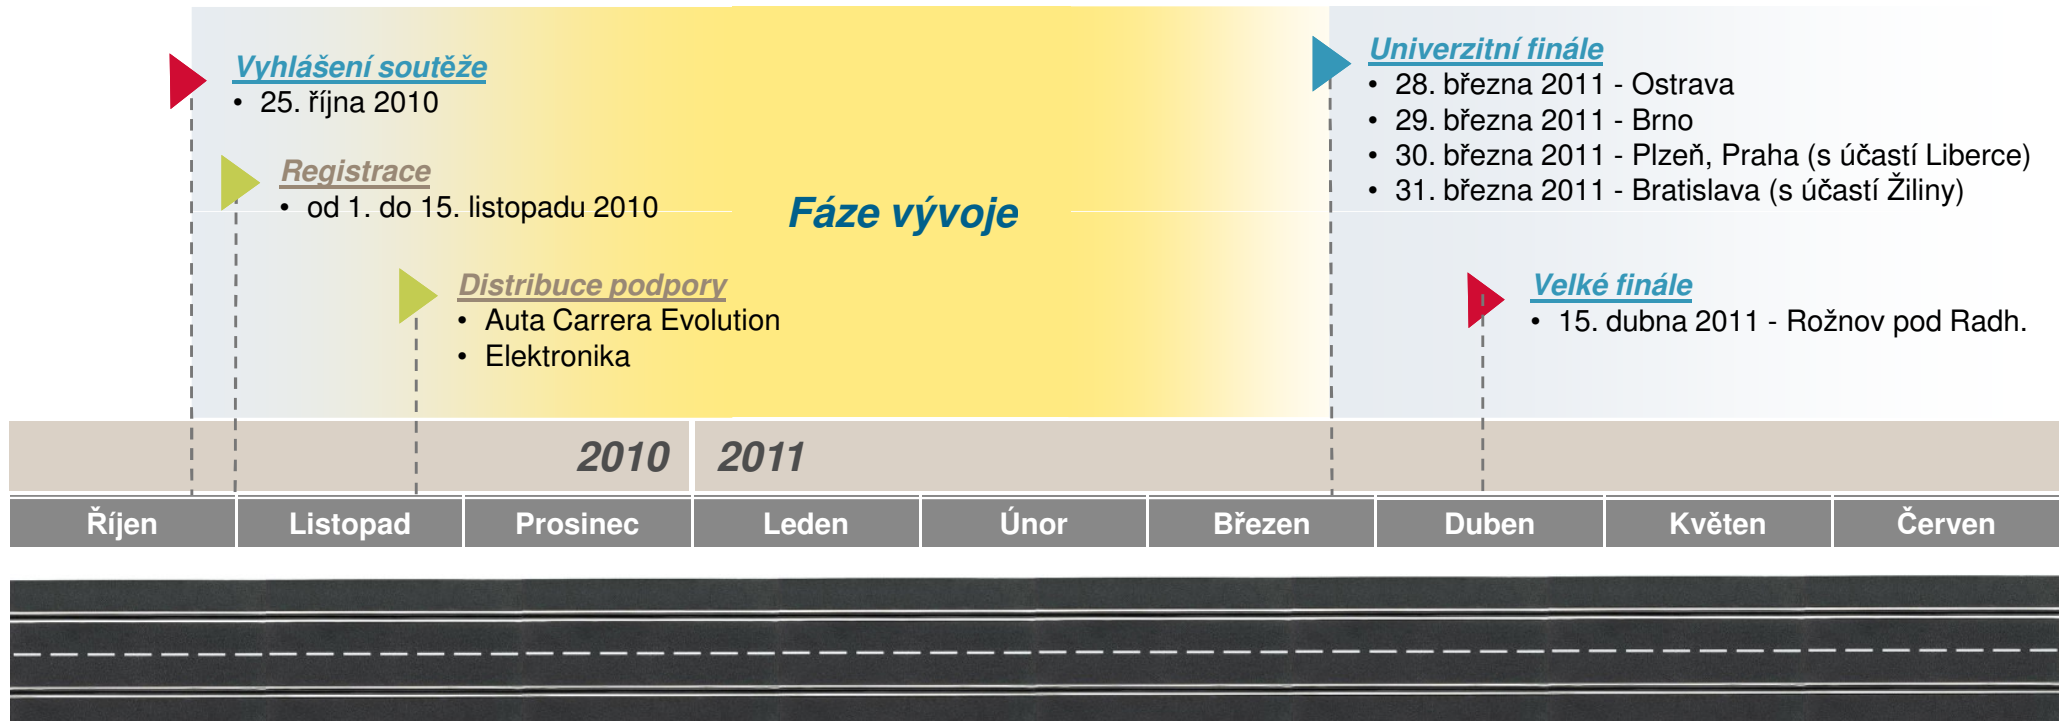 Vyhlášení soutěže
• 25. října 2010
Registrace
• od 1. do 15. listopadu 2010
Distribuce podpory
• Auta Carrera Evolution
• Elektronika
Fáze vývoje
Univerzitní finále
• 28. března 2011 - Ostrava
• 29. března 2011 - Brno
• 30. března 2011 - Plzeň, Praha (s účastí Liberce)
• 31. března 2011 - Bratislava (s účastí Žiliny)
Velké finále
• 15. dubna 2011 - Rožnov pod Radh.
2010 2011
Říjen Listopad Prosinec Leden Únor Březen Duben Květen Červen